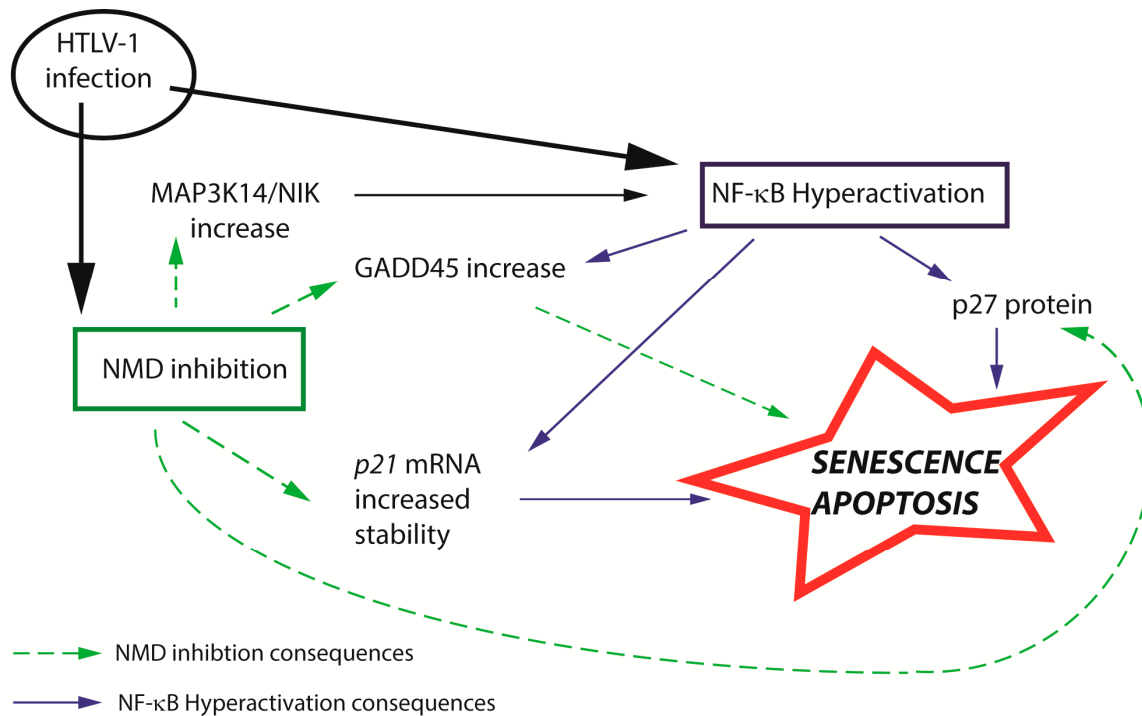 HTLV-1
infection
MAP3K14/NIK
increase
NF-κB Hyperactivation
GADD45 increase
p27 protein
NMD inhibition
p21 mRNA
increased
stability
SENESCENCE
APOPTOSIS
NMD inhibtion consequences
NF-κB Hyperactivation consequences